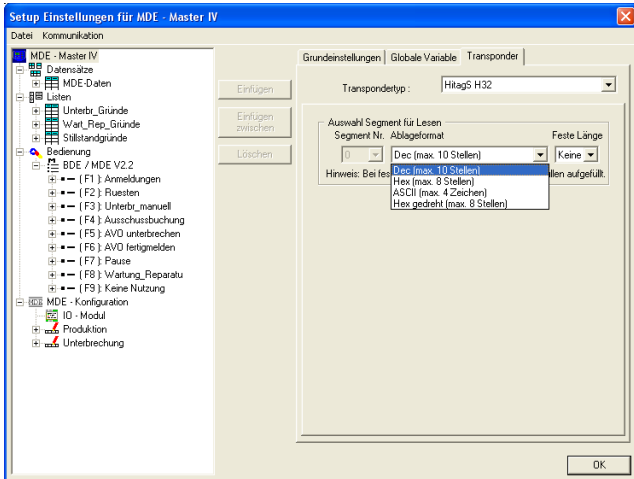 Setup Einstellungen für MDE - Master IV
Datei Kommunikation
MDE - Master IV
Datensätze
MDE-Daten
Listen
Unterbr_Gründe
Wart_Rep_Gründe
Stillstandgründe
Bedienung
BDE / MDE V2.2
( F1 ): Anmeldungen
( F2 ): Ruesten
( F3 ): Unterbr_manuell
( F4 ): Ausschussbuchung
( F5 ): AVO unterbrechen
( F6 ): AVO fertigmelden
( F7 ): Pause
( F8 ): Wartung_Reparatu
( F9 ): Keine Nutzung
MDE - Konfiguration
IO - Modul
Produktion
Unterbrechung
Einfügen
Einfügen
zwischen
Löschen
Grundeinstellungen Globale Variable Transponder
Transpondertyp : HitagS H32
Auswahl Segment für Lesen
Segment Nr. Ablageformat Feste Länge
0 Dec (max. 10 Stellen) Keine
Dec (max. 10 Stellen)
Hex (max. 8 Stellen)
ASCII (max. 4 Zeichen)
Hex gedreht (max. 8 Stellen)
Hinweis: Bei fes llen aufgefüllt.
OK